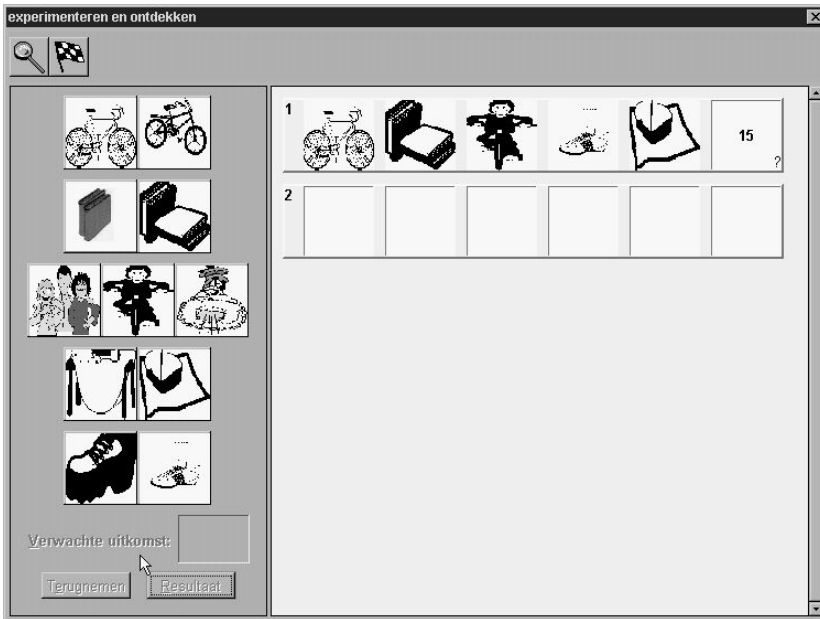 experimenteren en ontdekken
1
15
?
2
Verwachte uitkomst:
Terugnemen
Resultaat